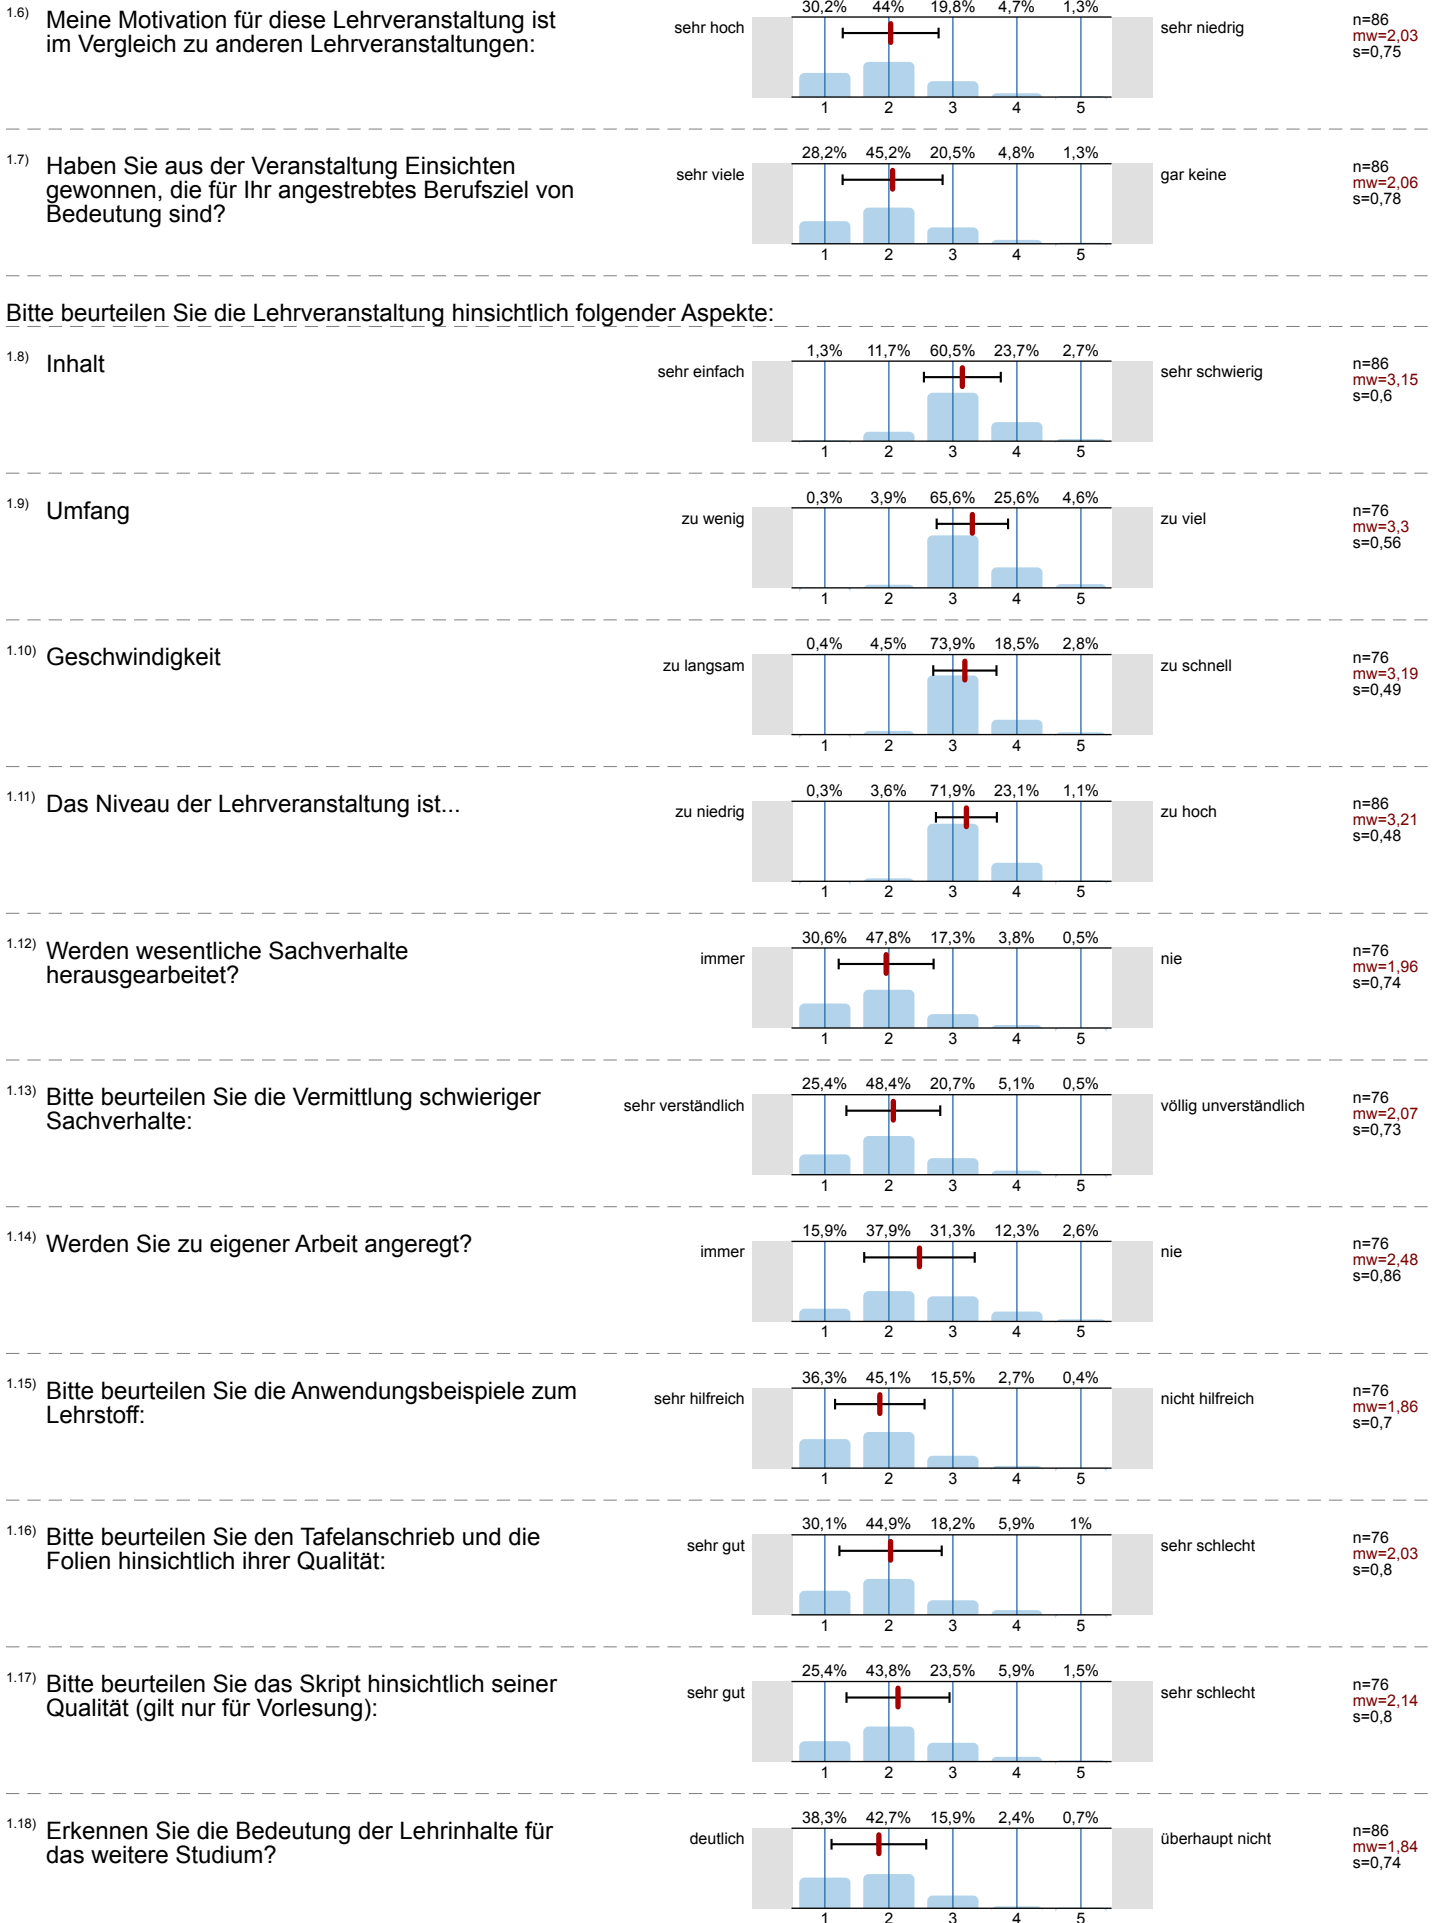 1.6) Meine Motivation für diese Lehrveranstaltung ist
im Vergleich zu anderen Lehrveranstaltungen:
30,2% 44% 19,8% 4,7% 1,3%
sehr hoch
sehr niedrig
n=86
mw=2,03
s=0,75
1 2 3 4 5
1.7) Haben Sie aus der Veranstaltung Einsichten
gewonnen, die für Ihr angestrebtes Berufsziel von
Bedeutung sind?
28,2% 45,2% 20,5% 4,8% 1,3%
sehr viele
gar keine
n=86
mw=2,06
s=0,78
1 2 3 4 5
Bitte beurteilen Sie die Lehrveranstaltung hinsichtlich folgender Aspekte:
1.8) Inhalt
1,3% 11,7% 60,5% 23,7% 2,7%
sehr einfach
sehr schwierig
n=86
mw=3,15
s=0,6
1 2 3 4 5
1.9) Umfang
0,3% 3,9% 65,6% 25,6% 4,6%
zu wenig
zu viel
n=76
mw=3,3
s=0,56
1 2 3 4 5
1.10) Geschwindigkeit
0,4% 4,5% 73,9% 18,5% 2,8%
zu langsam
zu schnell
n=76
mw=3,19
s=0,49
1 2 3 4 5
1.11) Das Niveau der Lehrveranstaltung ist...
0,3% 3,6% 71,9% 23,1% 1,1%
zu niedrig
zu hoch
n=86
mw=3,21
s=0,48
1 2 3 4 5
1.12) Werden wesentliche Sachverhalte
herausgearbeitet?
30,6% 47,8% 17,3% 3,8% 0,5%
immer
nie
n=76
mw=1,96
s=0,74
1 2 3 4 5
1.13) Bitte beurteilen Sie die Vermittlung schwieriger
Sachverhalte:
25,4% 48,4% 20,7% 5,1% 0,5%
sehr verständlich
völlig unverständlich
n=76
mw=2,07
s=0,73
1 2 3 4 5
1.14) Werden Sie zu eigener Arbeit angeregt?
15,9% 37,9% 31,3% 12,3% 2,6%
immer
nie
n=76
mw=2,48
s=0,86
1 2 3 4 5
1.15) Bitte beurteilen Sie die Anwendungsbeispiele zum
Lehrstoff:
36,3% 45,1% 15,5% 2,7% 0,4%
sehr hilfreich
nicht hilfreich
n=76
mw=1,86
s=0,7
1 2 3 4 5
1.16) Bitte beurteilen Sie den Tafelanschrieb und die
Folien hinsichtlich ihrer Qualität:
30,1% 44,9% 18,2% 5,9% 1%
sehr gut
sehr schlecht
n=76
mw=2,03
s=0,8
1 2 3 4 5
1.17) Bitte beurteilen Sie das Skript hinsichtlich seiner
Qualität (gilt nur für Vorlesung):
25,4% 43,8% 23,5% 5,9% 1,5%
sehr gut
sehr schlecht
n=76
mw=2,14
s=0,8
1 2 3 4 5
1.18) Erkennen Sie die Bedeutung der Lehrinhalte für
das weitere Studium?
38,3% 42,7% 15,9% 2,4% 0,7%
deutlich
überhaupt nicht
n=86
mw=1,84
s=0,74
1 2 3 4 5